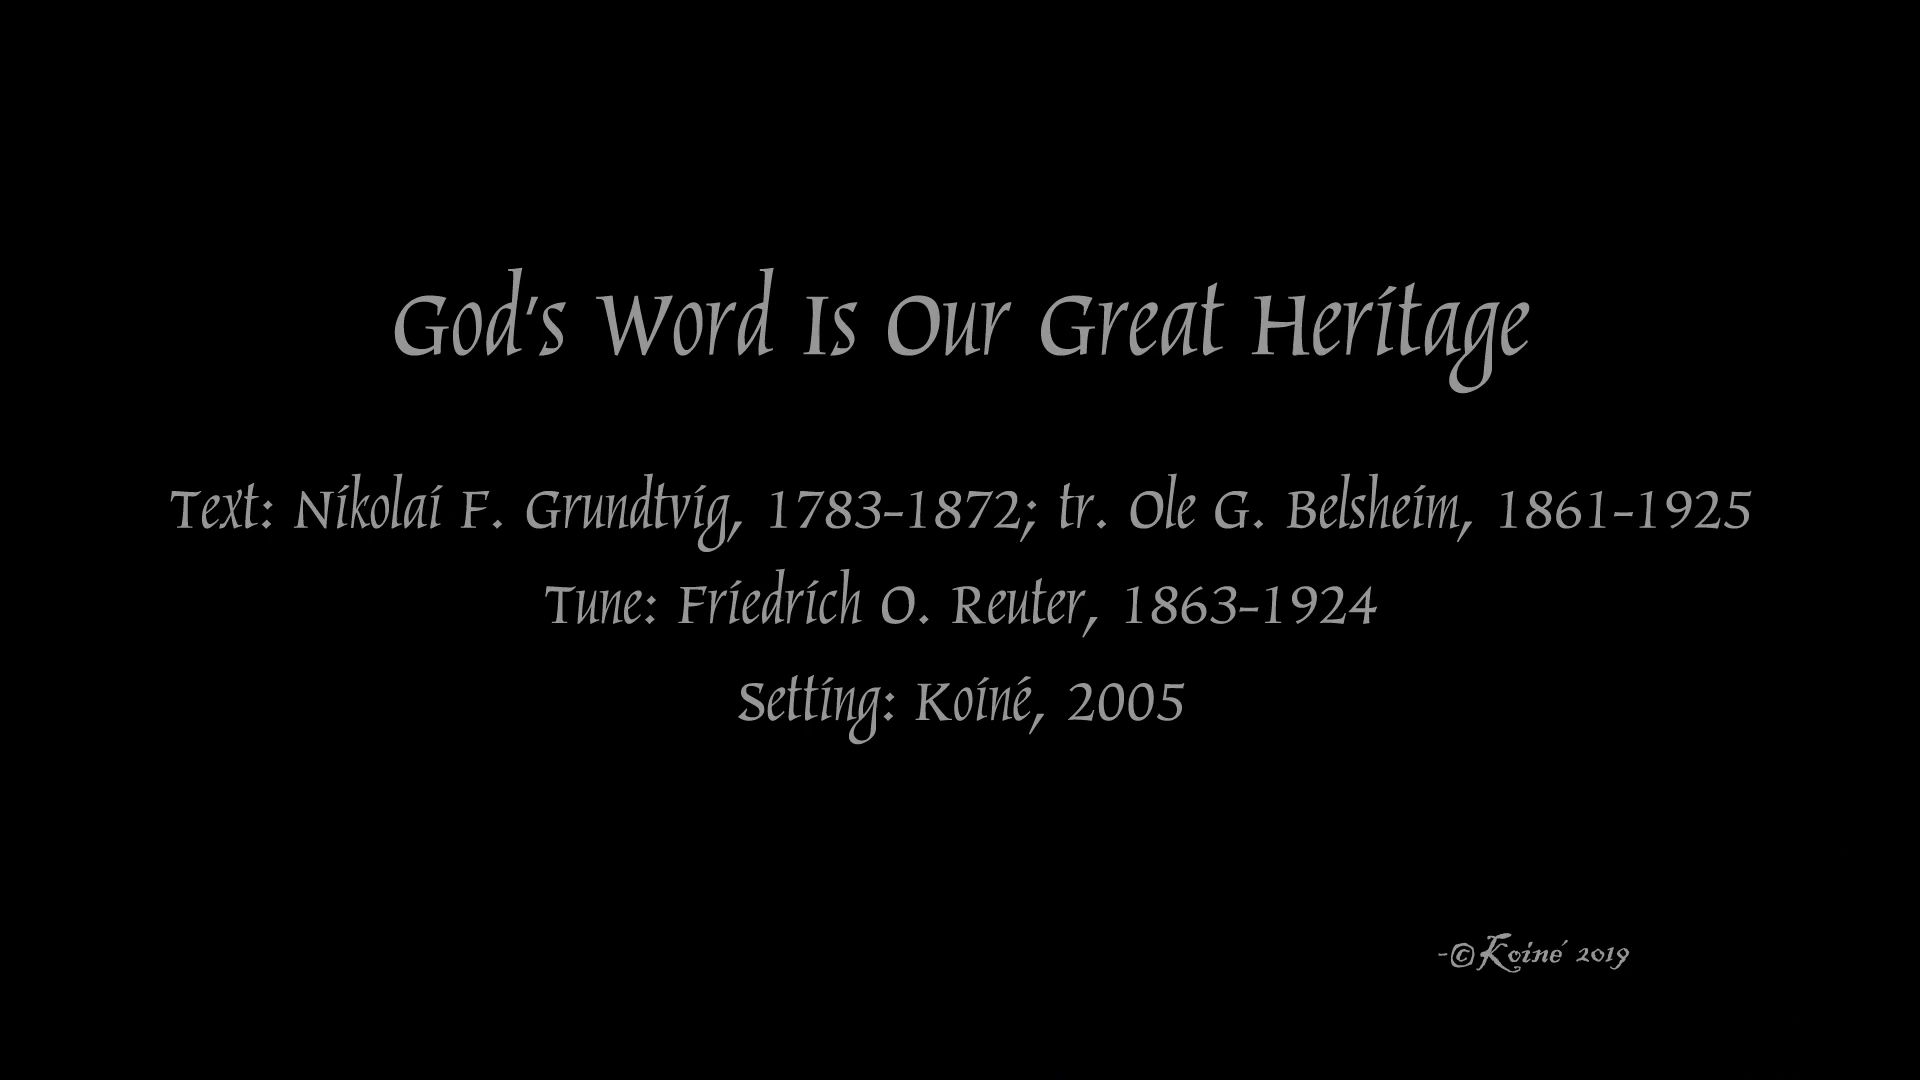 God's Word Is Our Great Heritage
Text: Nikolai F. Grundtvig, 1783-1872; tr. Ole G. Belsheim, 1861-1925
Tune: Friedrich O. Reuter, 1863-1924
Setting: Koiné, 2005
-©Koiné 2019